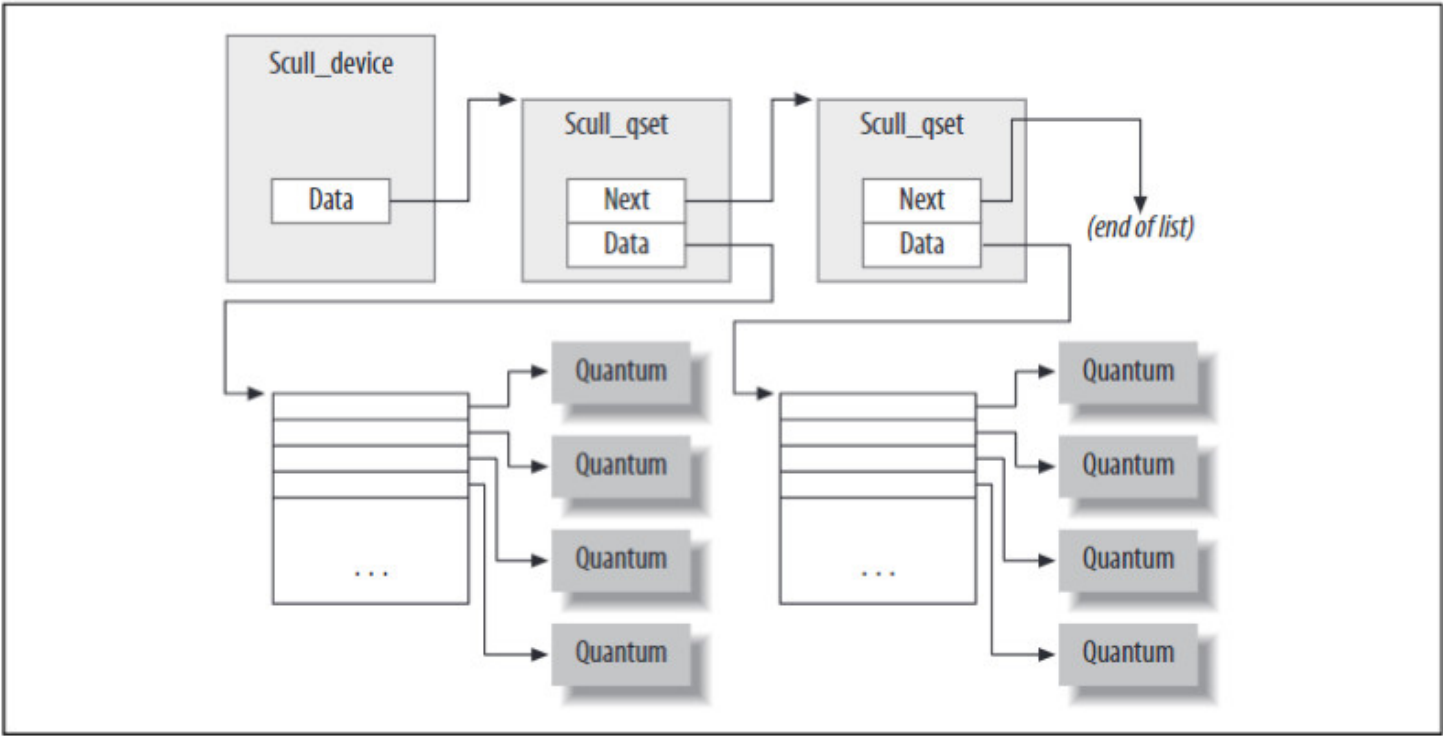 Scull_device
Scull_qset
Scull_qset
Data
Next
Next
Data
Data
(end of list)
Quantum
Quantum
Quantum
Quantum
Quantum
Quantum
Quantum
Quantum
. . .
. . .